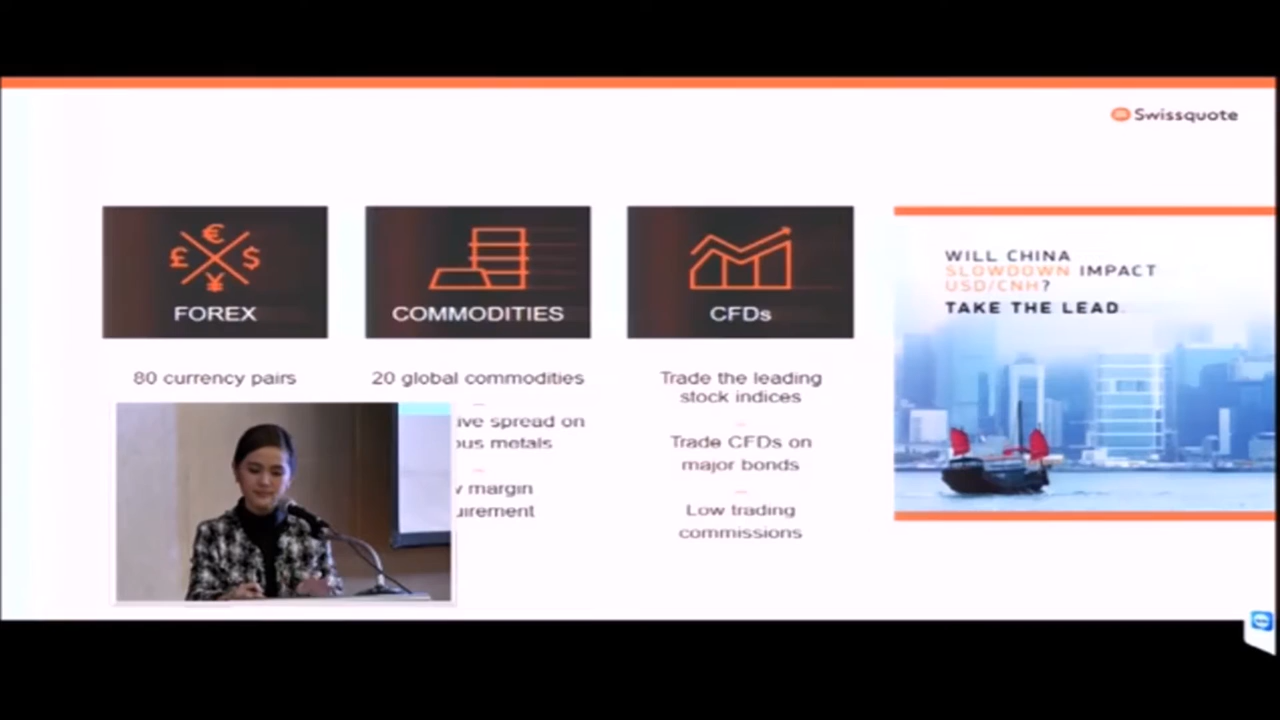 Swissquote
FOREX
80 currency pairs
COMMODITIES
20 global commodities
ive spread on
us metals
margin
uirement
CFDs
Trade the leading
stock indices
Trade CFDs on
major bonds
Low trading
commissions
WILL CHINA
SLOWDOWN IMPACT
USD/CNH?
TAKE THE LEAD.